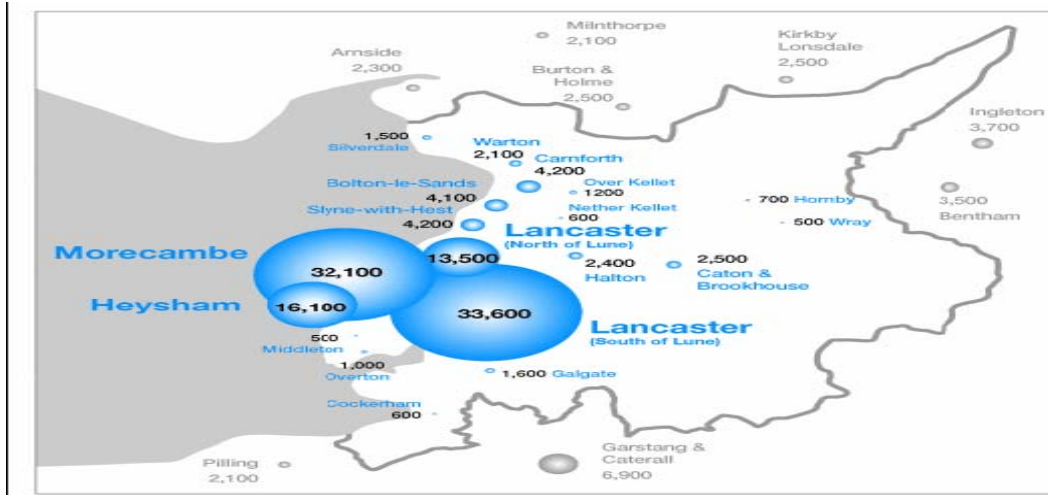 Milnthorpe
2,100
Arnside
2,300
Kirkby
Lonsdale
2,500
Burton &
Holme
2,500
Ingleton
3,700
1,500
Silverdale
Warton
2,100
Carnforth
4,200
Bolton-le-Sands
4,100
Over Kellet
1200
Slyne-with-Hest
4,200
Nether Kellet
600
700 Hornby
500 Wray
3,500
Bentham
Lancaster
(North of Lune)
13,500
Morecambe
32,100
2,400
Halton
2,500
Caton &
Brookhouse
Heysham
16,100
33,600
Lancaster
(South of Lune)
500
Middleton
1,000
Overton
1,600 Galgate
Cockerham
600
Pilling
2,100
Garstang &
Caterall
6,900